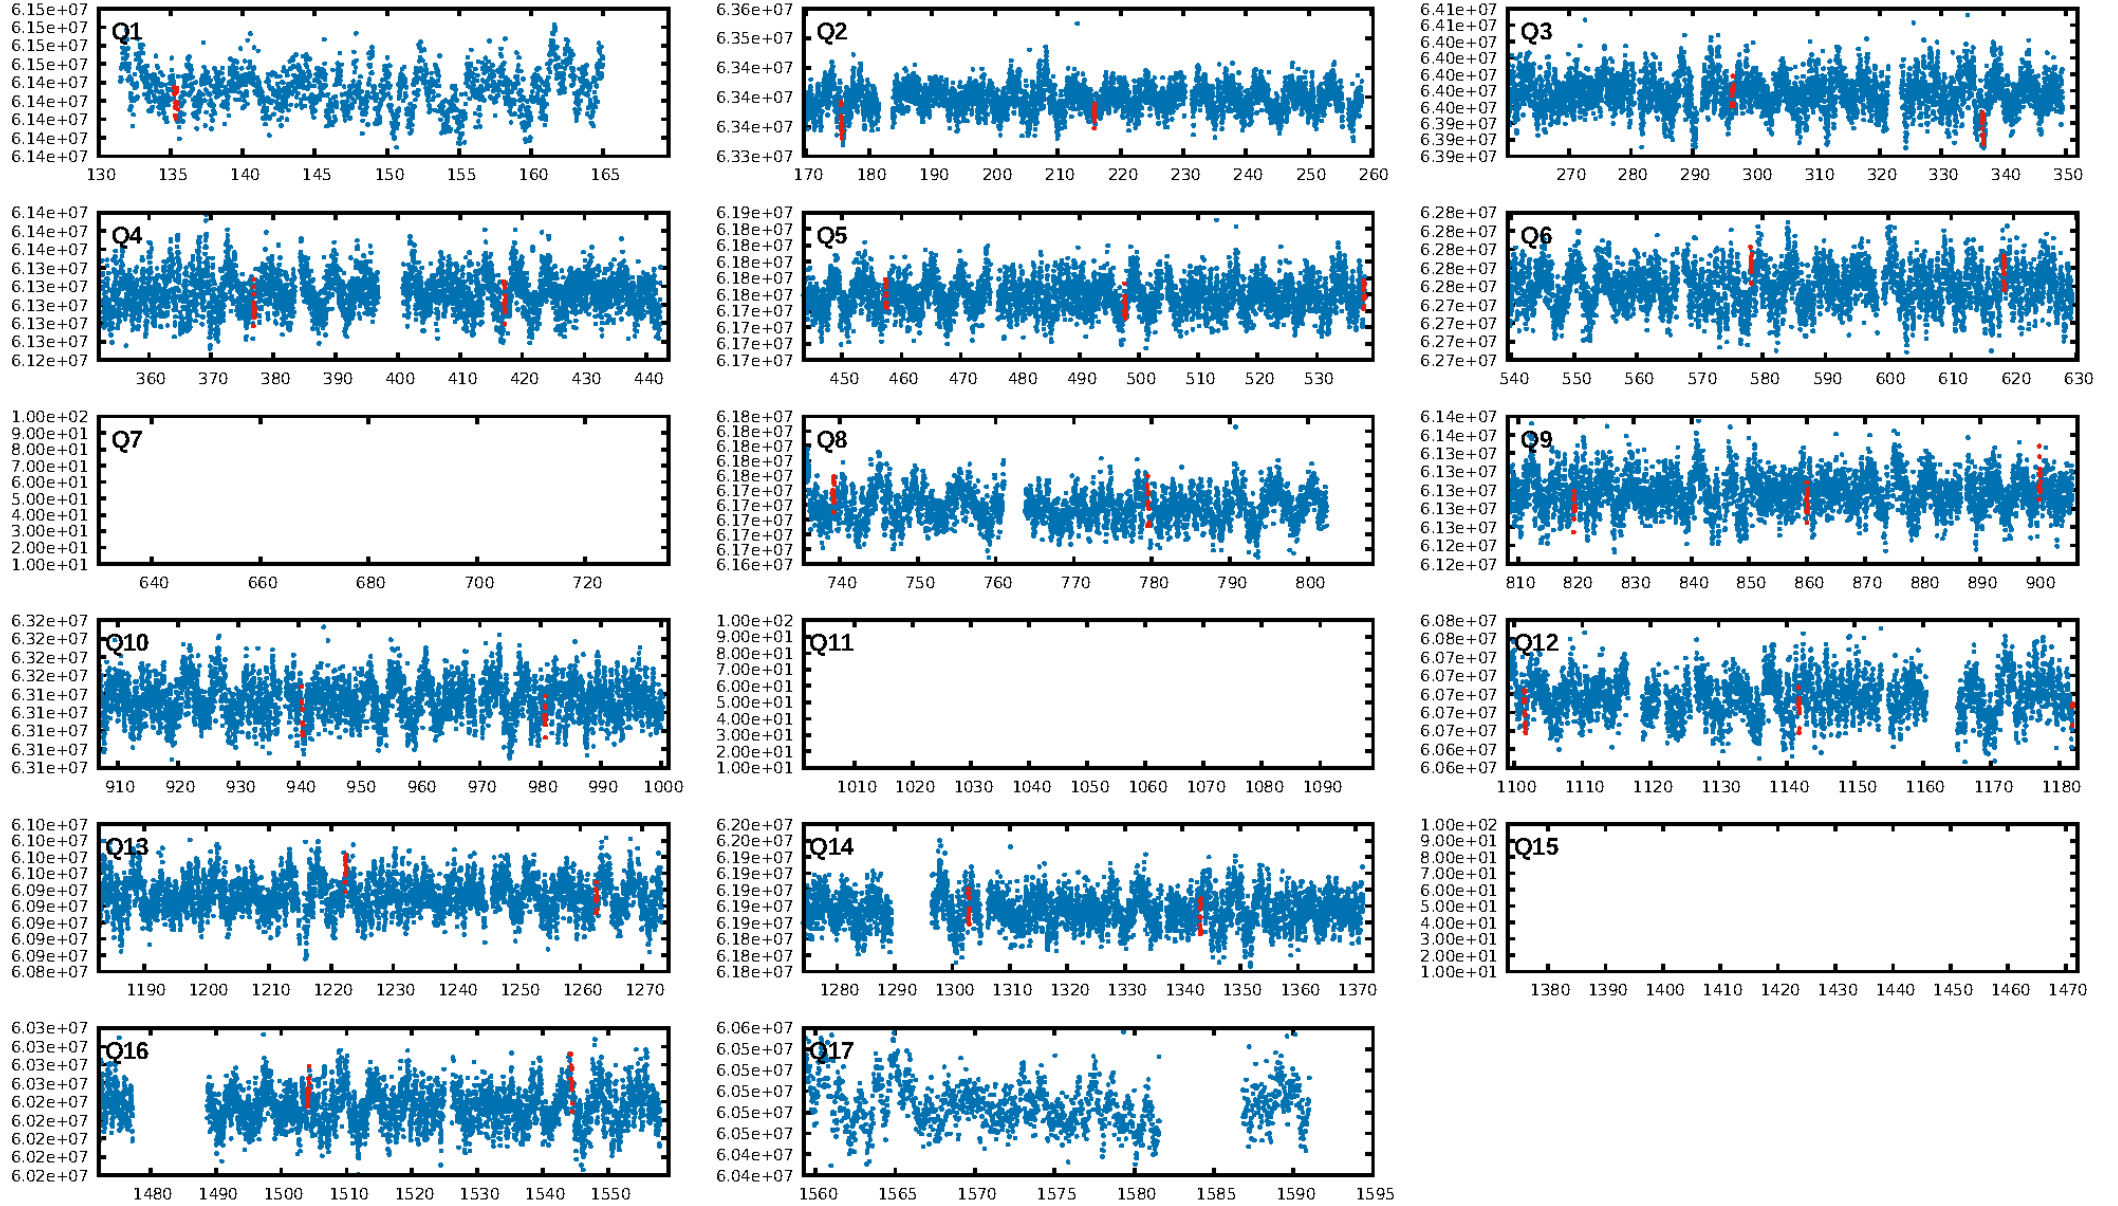 Q1
6.15e+07
6.15e+07
6.15e+07
6.15e+07
6.14e+07
6.14e+07
6.14e+07
6.14e+07
6.14e+07
130 135 140 145 150 155 160 165
Q2
6.36e+07
6.35e+07
6.34e+07
6.34e+07
6.34e+07
6.33e+07
170 180 190 200 210 220 230 240 250 260
Q3
6.41e+07
6.41e+07
6.40e+07
6.40e+07
6.40e+07
6.40e+07
6.40e+07
6.39e+07
6.39e+07
6.39e+07
270 280 290 300 310 320 330 340 350
Q4
6.14e+07
6.14e+07
6.14e+07
6.13e+07
6.13e+07
6.13e+07
6.13e+07
6.13e+07
6.12e+07
360 370 380 390 400 410 420 430 440
Q5
6.19e+07
6.18e+07
6.18e+07
6.18e+07
6.18e+07
6.18e+07
6.17e+07
6.17e+07
6.17e+07
6.17e+07
450 460 470 480 490 500 510 520 530
Q6
6.28e+07
6.28e+07
6.28e+07
6.28e+07
6.28e+07
6.27e+07
6.27e+07
6.27e+07
6.27e+07
540 550 560 570 580 590 600 610 620 630
Q7
1.00e+02
9.00e+01
8.00e+01
7.00e+01
6.00e+01
5.00e+01
4.00e+01
3.00e+01
2.00e+01
1.00e+01
640 660 680 700 720
Q8
6.18e+07
6.18e+07
6.18e+07
6.18e+07
6.17e+07
6.17e+07
6.17e+07
6.17e+07
6.17e+07
6.16e+07
6.16e+07
740 750 760 770 780 790 800
Q9
6.14e+07
6.14e+07
6.13e+07
6.13e+07
6.13e+07
6.13e+07
6.13e+07
6.12e+07
6.12e+07
810 820 830 840 850 860 870 880 890 900
Q10
6.32e+07
6.32e+07
6.32e+07
6.32e+07
6.31e+07
6.31e+07
6.31e+07
6.31e+07
6.31e+07
910 920 930 940 950 960 970 980 990 1000
Q11
1.00e+02
9.00e+01
8.00e+01
7.00e+01
6.00e+01
5.00e+01
4.00e+01
3.00e+01
2.00e+01
1.00e+01
1010 1020 1030 1040 1050 1060 1070 1080 1090
Q12
6.08e+07
6.08e+07
6.07e+07
6.07e+07
6.07e+07
6.07e+07
6.07e+07
6.06e+07
6.06e+07
1100 1110 1120 1130 1140 1150 1160 1170 1180
Q13
6.10e+07
6.10e+07
6.10e+07
6.10e+07
6.09e+07
6.09e+07
6.09e+07
6.09e+07
6.09e+07
6.08e+07
1190 1200 1210 1220 1230 1240 1250 1260 1270
Q14
6.20e+07
6.19e+07
6.19e+07
6.19e+07
6.19e+07
6.19e+07
6.19e+07
6.18e+07
6.18e+07
6.18e+07
1280 1290 1300 1310 1320 1330 1340 1350 1360 1370
Q15
1.00e+02
9.00e+01
8.00e+01
7.00e+01
6.00e+01
5.00e+01
4.00e+01
3.00e+01
2.00e+01
1.00e+01
1380 1390 1400 1410 1420 1430 1440 1450 1460 1470
Q16
6.03e+07
6.03e+07
6.03e+07
6.03e+07
6.02e+07
6.02e+07
6.02e+07
6.02e+07
6.02e+07
1480 1490 1500 1510 1520 1530 1540 1550
Q17
6.06e+07
6.05e+07
6.05e+07
6.05e+07
6.05e+07
6.05e+07
6.04e+07
6.04e+07
1560 1565 1570 1575 1580 1585 1590 1595